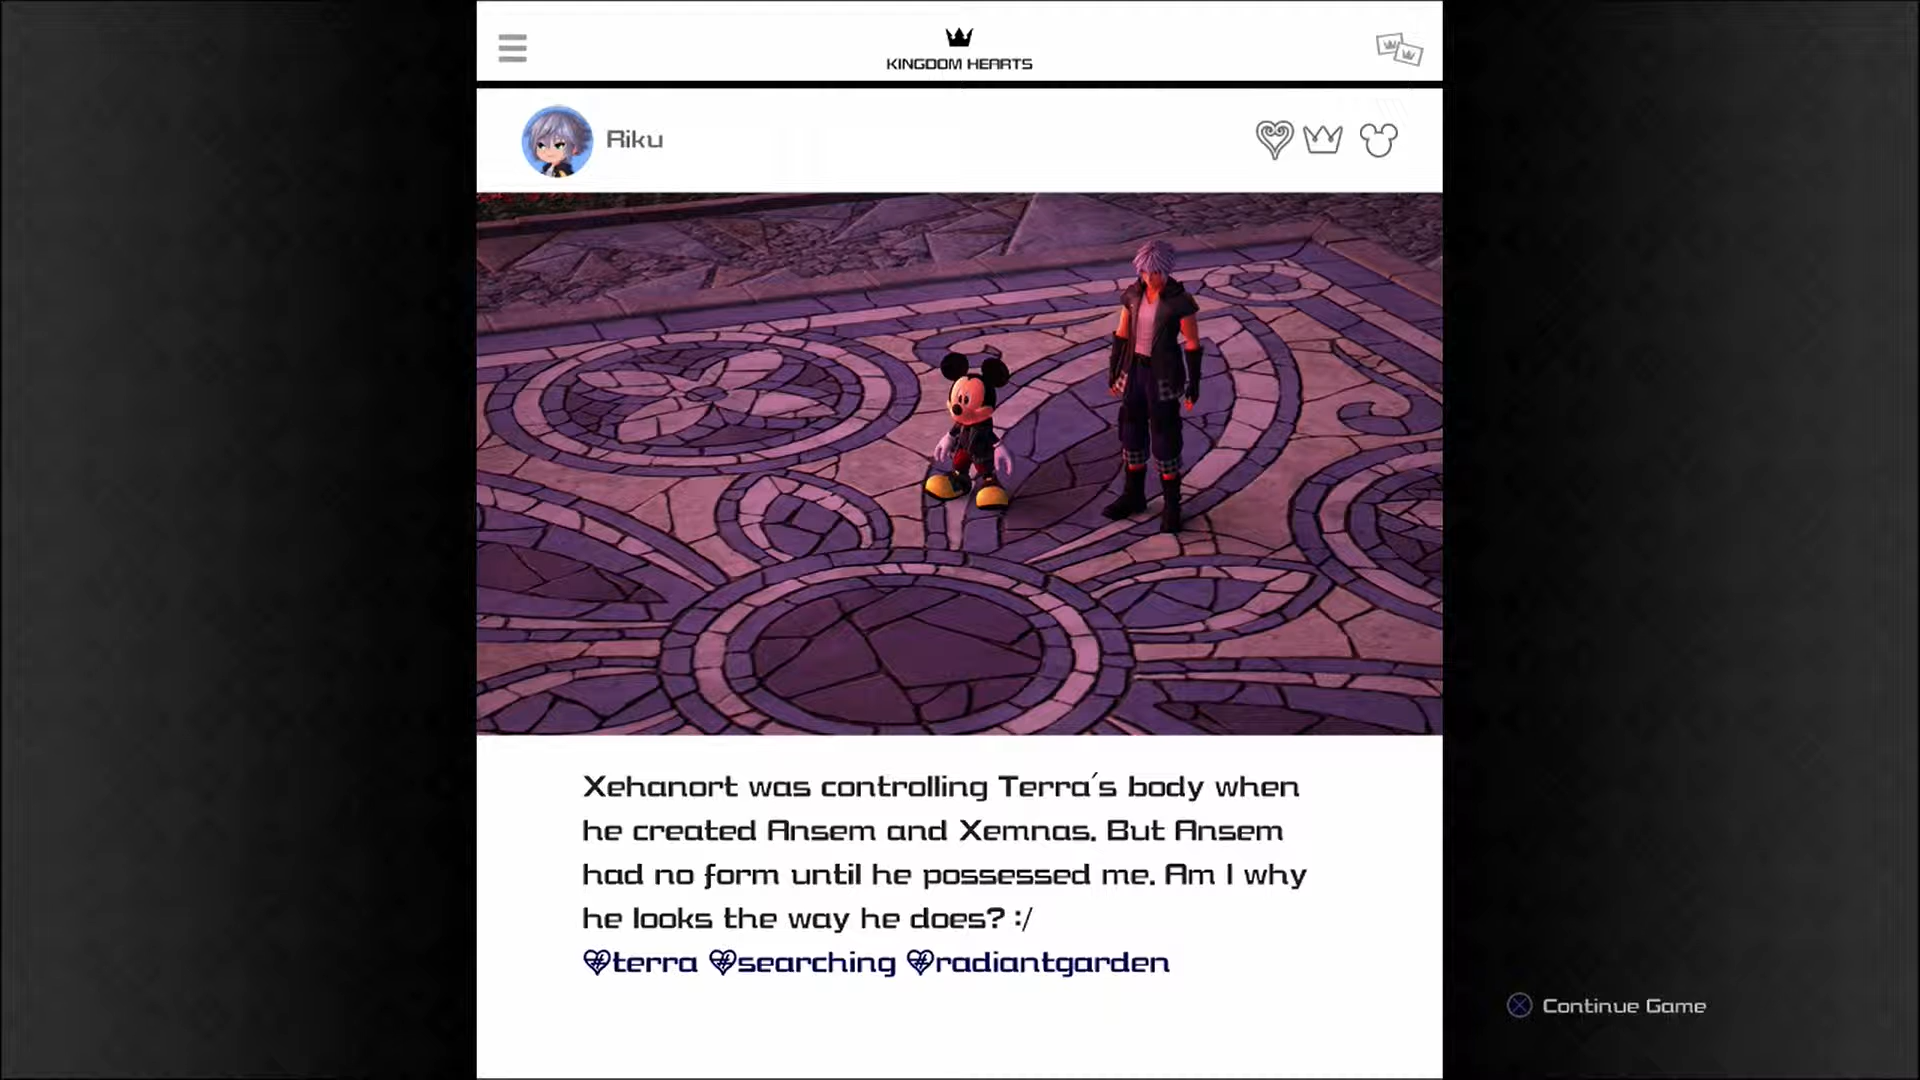 KINGDOM HEARTS
Riku
Xehanort was controlling Terra's body when
he created Ansem and Xemnas. But Ansem
had no form until he possessed me. Am I why
he looks the way he does? :/
#terra #searching #radiantgarden
Continue Game